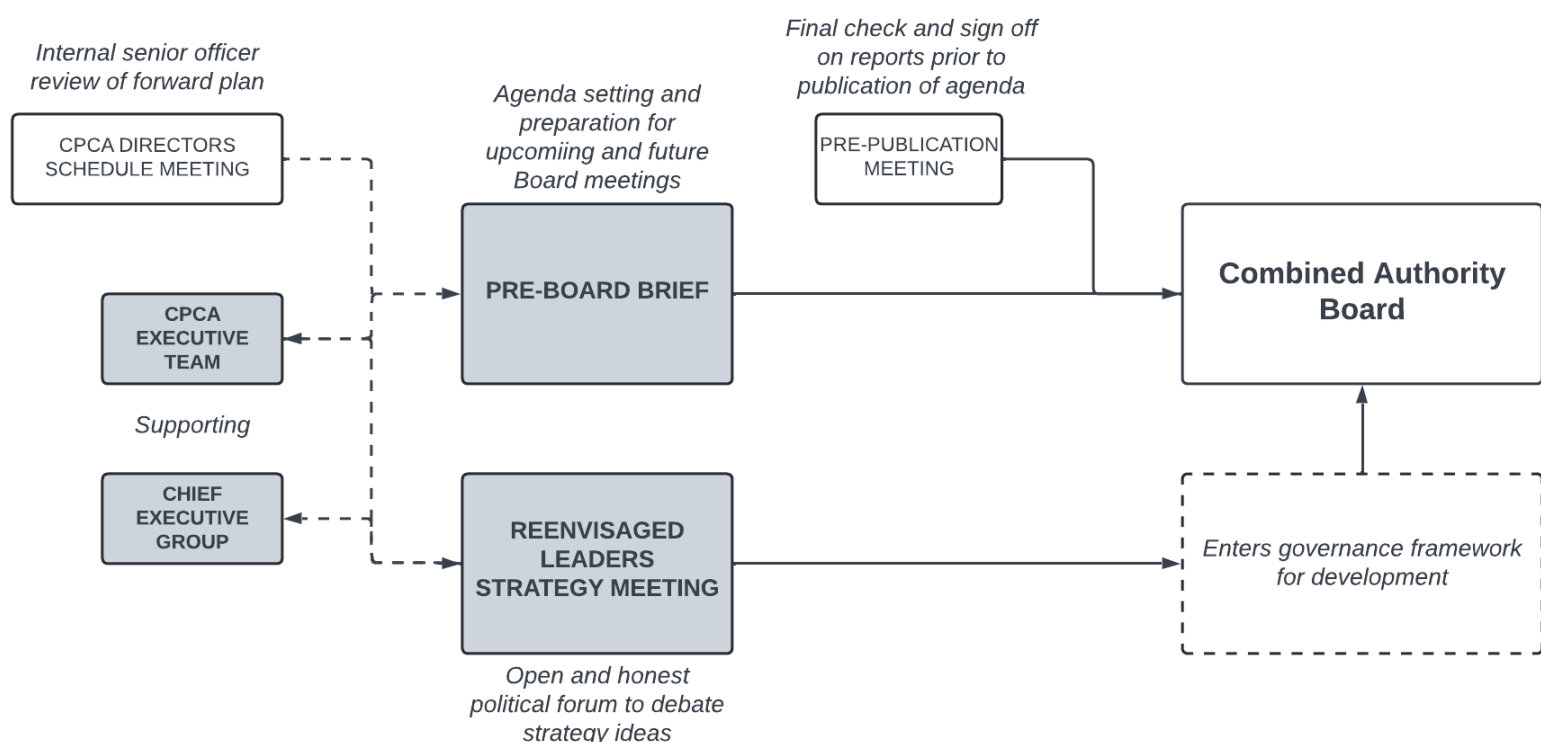 Internal senior officer
review of forward plan
CPCA DIRECTORS
SCHEDULE MEETING
Agenda setting and
preparation for
upcomiing and future
Board meetings
Final check and sign off
on reports prior to
publication of agenda
PRE-PUBLICATION
MEETING
PRE-BOARD BRIEF
Combined Authority
Board
CPCA
EXECUTIVE
TEAM
Supporting
CHIEF
EXECUTIVE
GROUP
REENVISAGED
LEADERS
STRATEGY MEETING
Enters governance framework
for development
Open and honest
political forum to debate
strategy ideas